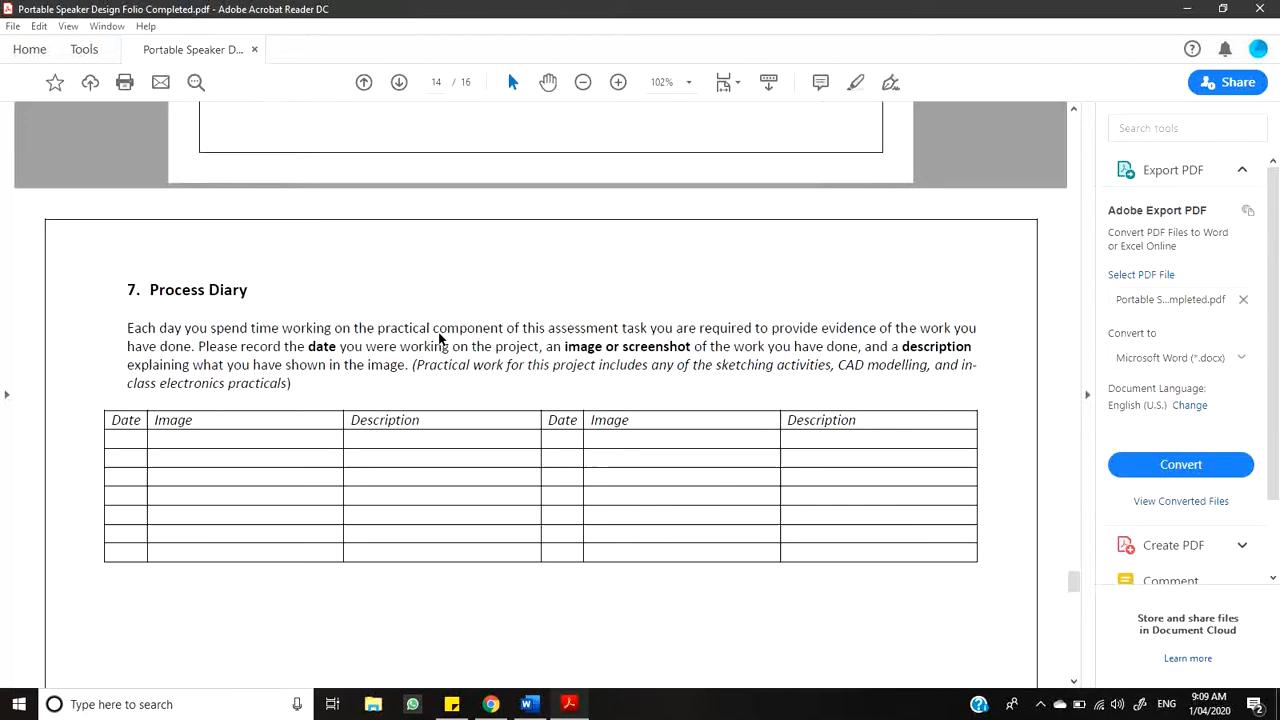 Portable Speaker Design Folio Completed.pdf - Adobe Acrobat Reader DC
File Edit View Window Help
Home Tools Portable Speaker D... ×
14 / 16 102% Share
Search tools
Export PDF
Adobe Export PDF
Convert PDF Files to Word
or Excel Online
Select PDF File
Portable S...mpleted.pdf
Convert to
Microsoft Word (*.docx)
Document Language:
English (U.S.) Change
Convert
View Converted Files
Create PDF
Comment
Store and share files
in Document Cloud
Learn more
7. Process Diary
Each day you spend time working on the practical component of this assessment task you are required to provide evidence of the work you
have done. Please record the date you were working on the project, an image or screenshot of the work you have done, and a description
explaining what you have shown in the image. (Practical work for this project includes any of the sketching activities, CAD modelling, and in-
class electronics practicals)
Date Image Description Date Image Description
Type here to search
ENG
9:09 AM
1/04/2020
2